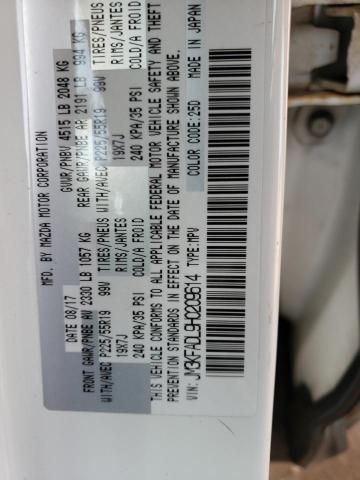 MFD. BY MAZDA MOTOR CORPORATION
DATE 08/17 GVWR/PNBV 4515 LB 2048 KG
FRONT GAWR/PNBE AV 2330 LB 1057 KG REAR GAWR/PNBE AR 2191 LB 994 KG
WITH/AVEC P225/55R19 99V TIRES/PNEUS WITH/AVEC P225/55R19 99V TIRES/PNEUS
19X7J RIMS/JANTES 19X7J RIMS/JANTES
240 KPA/35 PSI COLD/A FROID 240 KPA/35 PSI COLD/A FROID
THIS VEHICLE CONFORMS TO ALL APPLICABLE FEDERAL MOTOR VEHICLE SAFETY AND THEFT
PREVENTION STANDARDS IN EFFECT ON THE DATE OF MANUFACTURE SHOWN ABOVE.
VIN: JM3KFADL9H0209614 TYPE:MPV COLOR CODE:25D MADE IN JAPAN